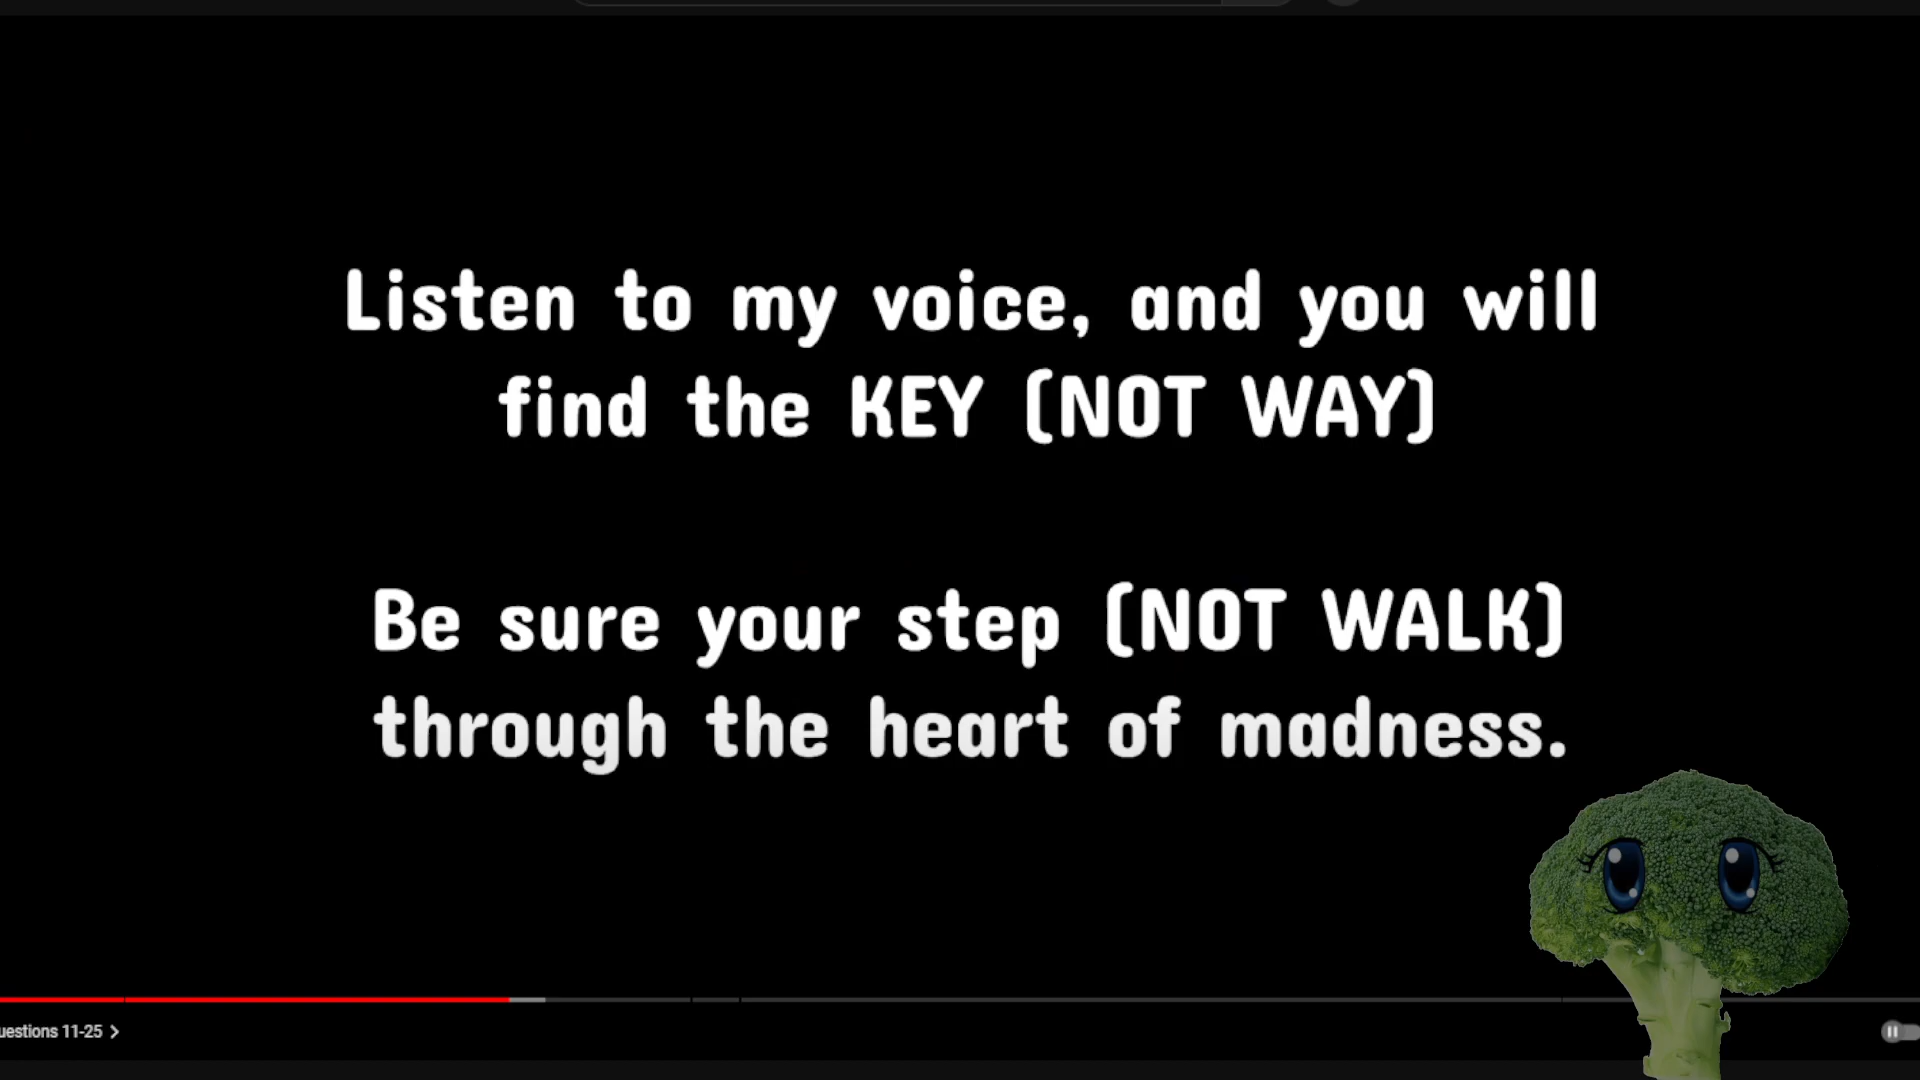 Listen to my voice, and you will
find the KEY (NOT WAY)
Be sure your step (NOT WALK)
through the heart of madness.
uestions 11-25